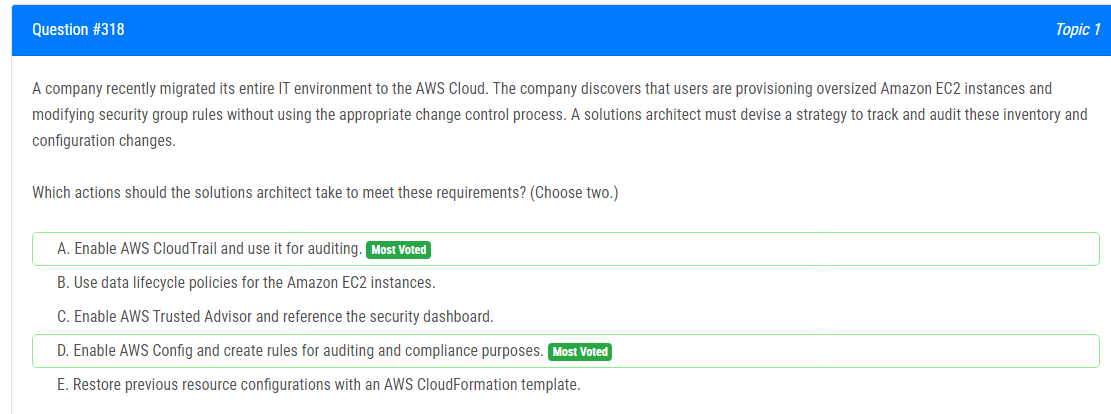 Question #318
Topic 1
A company recently migrated its entire IT environment to the AWS Cloud. The company discovers that users are provisioning oversized Amazon EC2 instances and
modifying security group rules without using the appropriate change control process. A solutions architect must devise a strategy to track and audit these inventory and
configuration changes.
Which actions should the solutions architect take to meet these requirements? (Choose two.)
A. Enable AWS CloudTrail and use it for auditing. Most Voted
B. Use data lifecycle policies for the Amazon EC2 instances.
C. Enable AWS Trusted Advisor and reference the security dashboard.
D. Enable AWS Config and create rules for auditing and compliance purposes. Most Voted
E. Restore previous resource configurations with an AWS CloudFormation template.